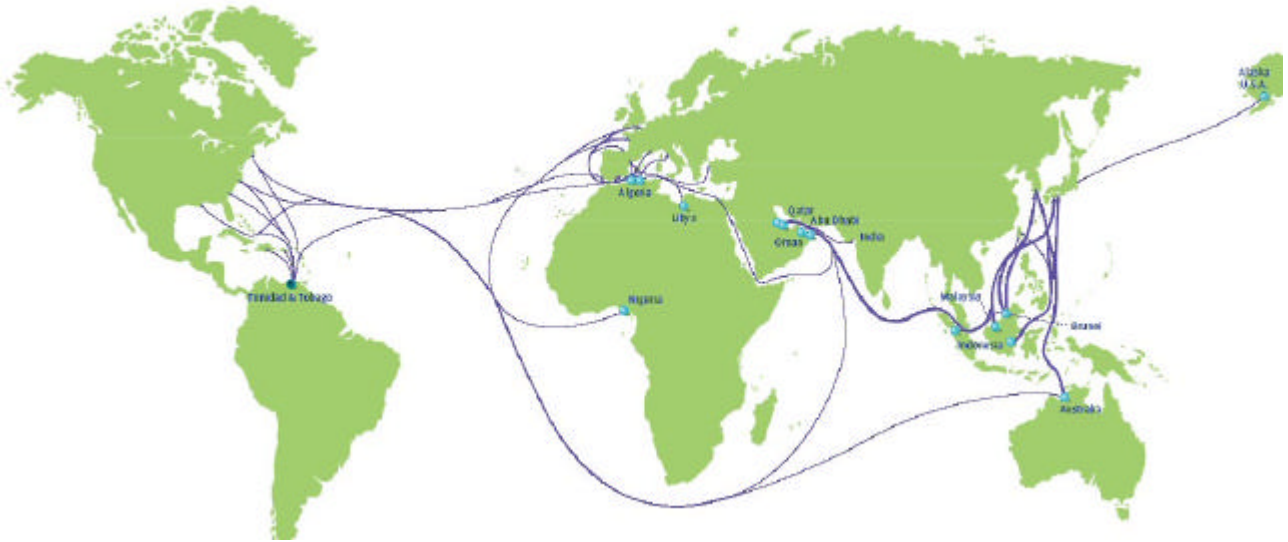 Alaska
U.S.A.
Algeria
Libya
Qatar
Abu Dhabi
Oman
India
Trinidad & Tobago
Nigeria
Malaysia
Brunei
Indonesia
Australia